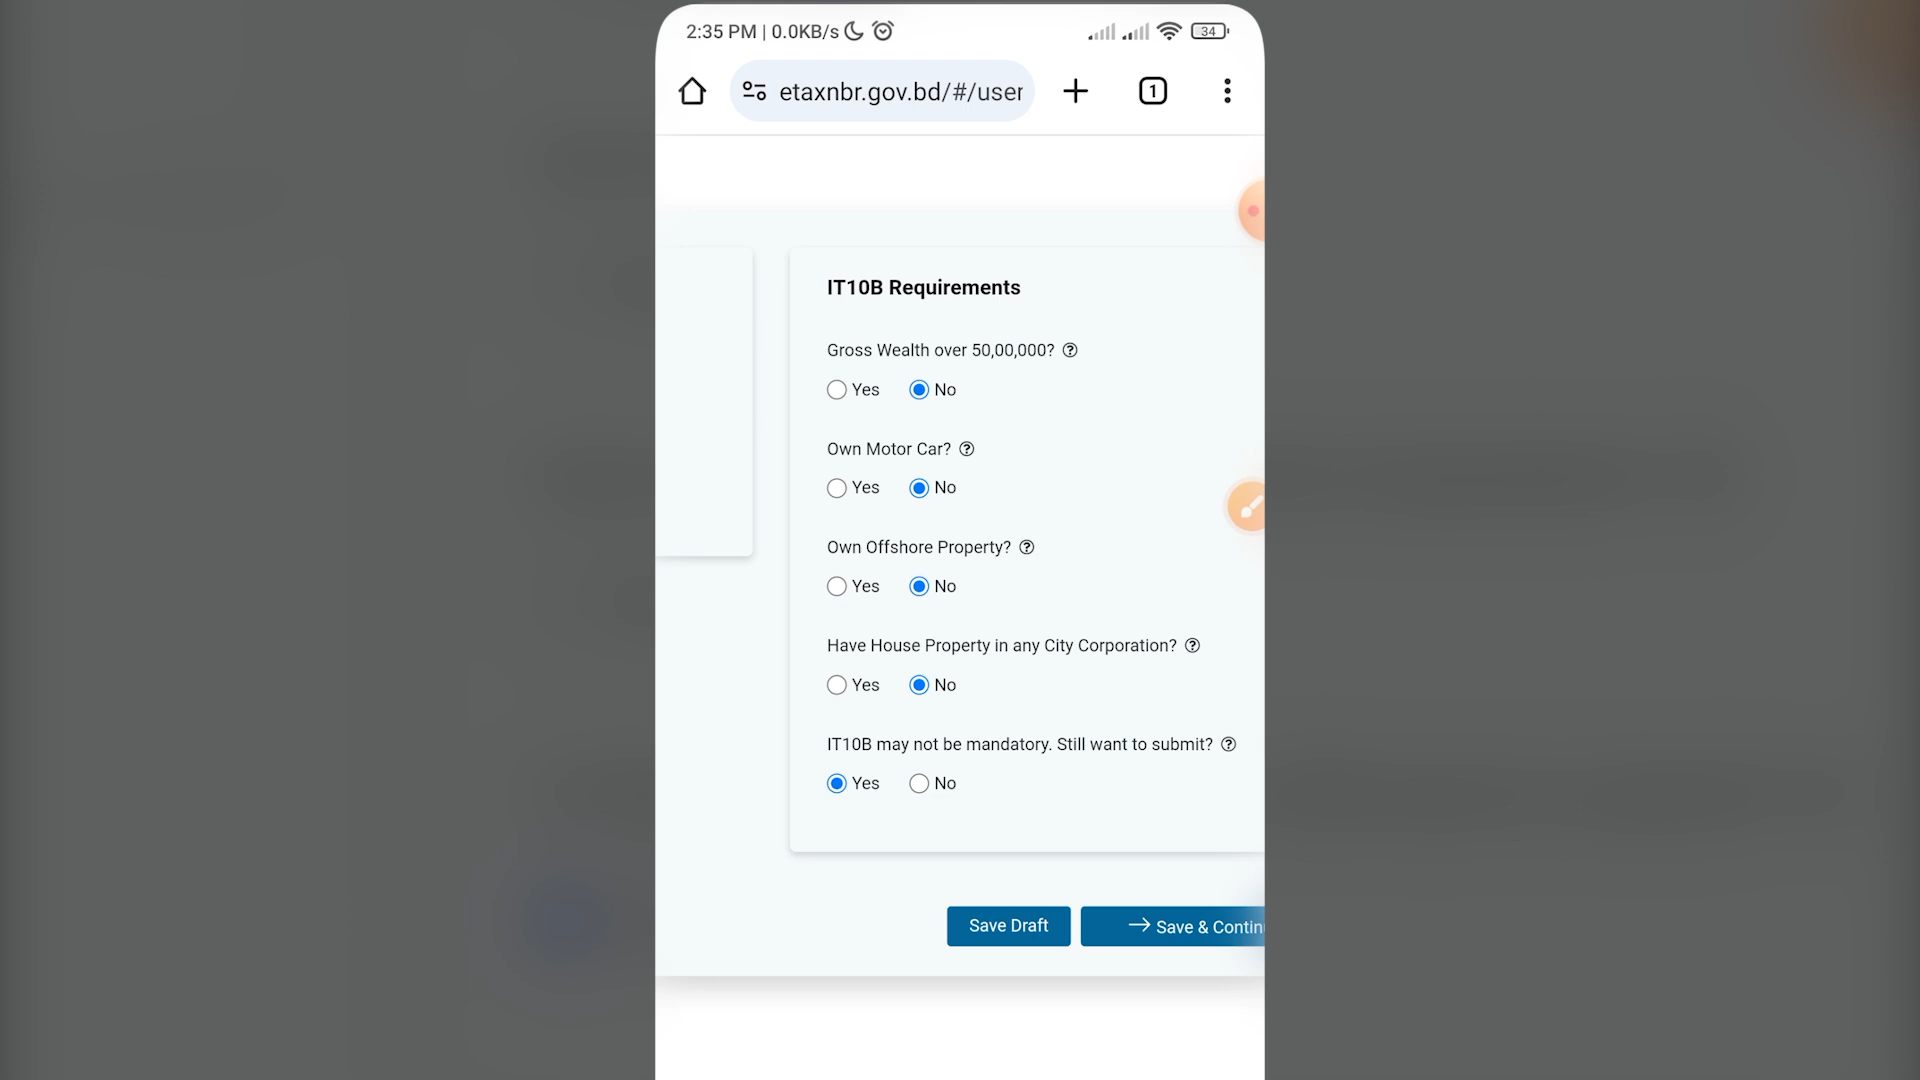 2:35 PM | 0.0KB/s 34
etaxnbr.gov.bd/#/user 1
IT10B Requirements
Gross Wealth over 50,00,000?
Yes No
Own Motor Car?
Yes No
Own Offshore Property?
Yes No
Have House Property in any City Corporation?
Yes No
IT10B may not be mandatory. Still want to submit?
Yes No
Save Draft Save & Contin